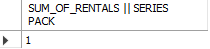 SUM_OF_RENTALS || SERIES
PACK
1